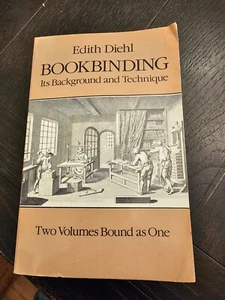 Edith Diehl
BOOKBINDING
Its Background and Technique
Two Volumes Bound as One